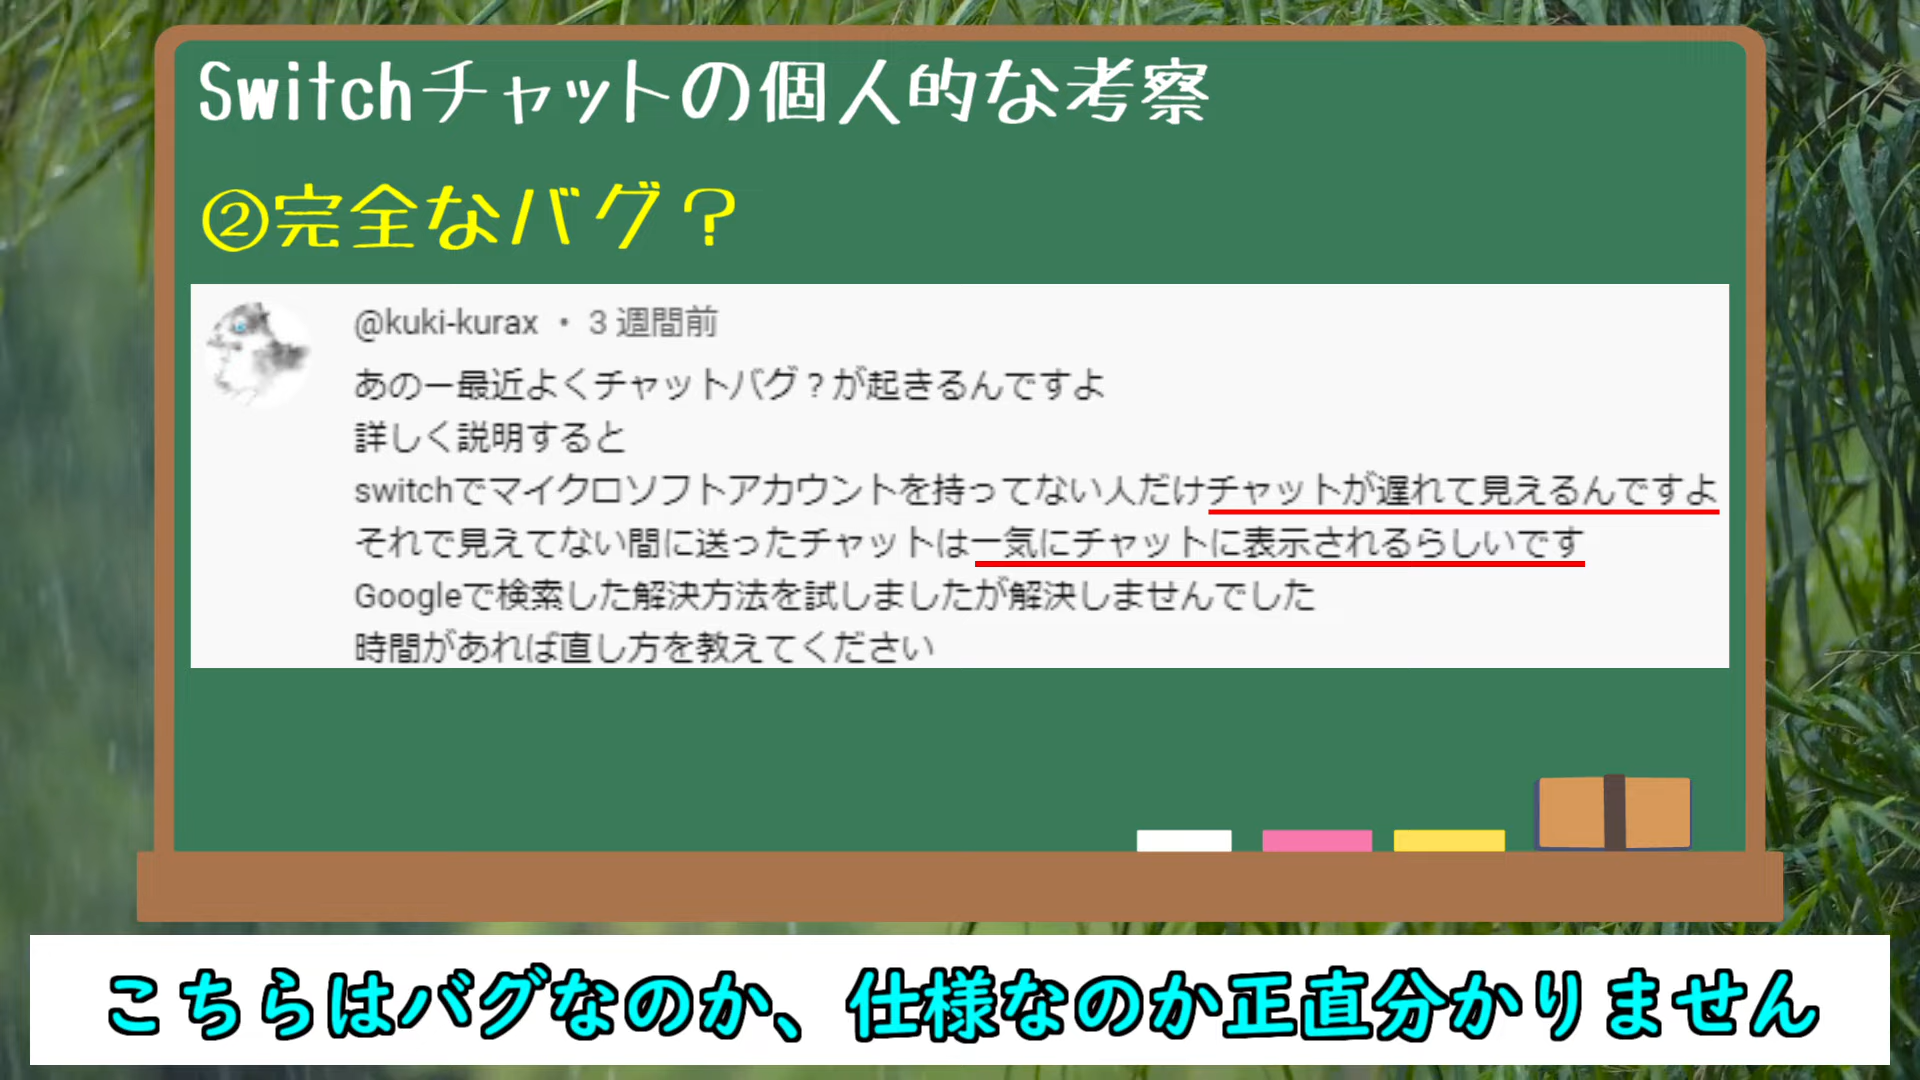 Switchチャットの個人的な考察
②完全なバグ？
@kuki-kurax ・ 3 週間前
あのー最近よくチャットバグ？が起きるんですよ
詳しく説明すると
switchでマイクロソフトアカウントを持ってない人だけチャットが遅れて見えるんですよ
それで見えてない間に送ったチャットは一気にチャットに表示されるらしいです
Googleで検索した解決方法を試しましたが解決しませんでした
時間があれば直し方を教えてください
こちらはバグなのか、仕様なのか正直分かりません